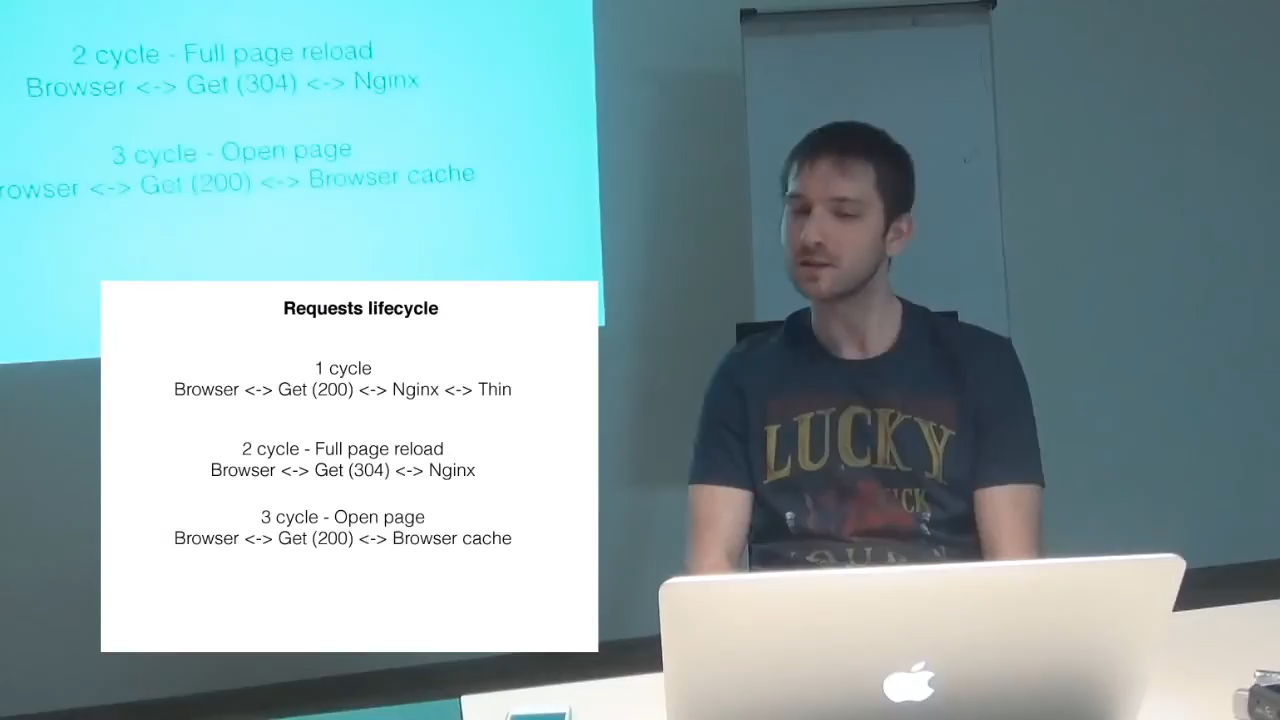 2 cycle - Full page reload
Browser <-> Get (304) <-> Nginx
3 cycle - Open page
rowser <-> Get (200) <-> Browser cache
Requests lifecycle
1 cycle
Browser <-> Get (200) <-> Nginx <-> Thin
2 cycle - Full page reload
Browser <-> Get (304) <-> Nginx
3 cycle - Open page
Browser <-> Get (200) <-> Browser cache
LUCKY